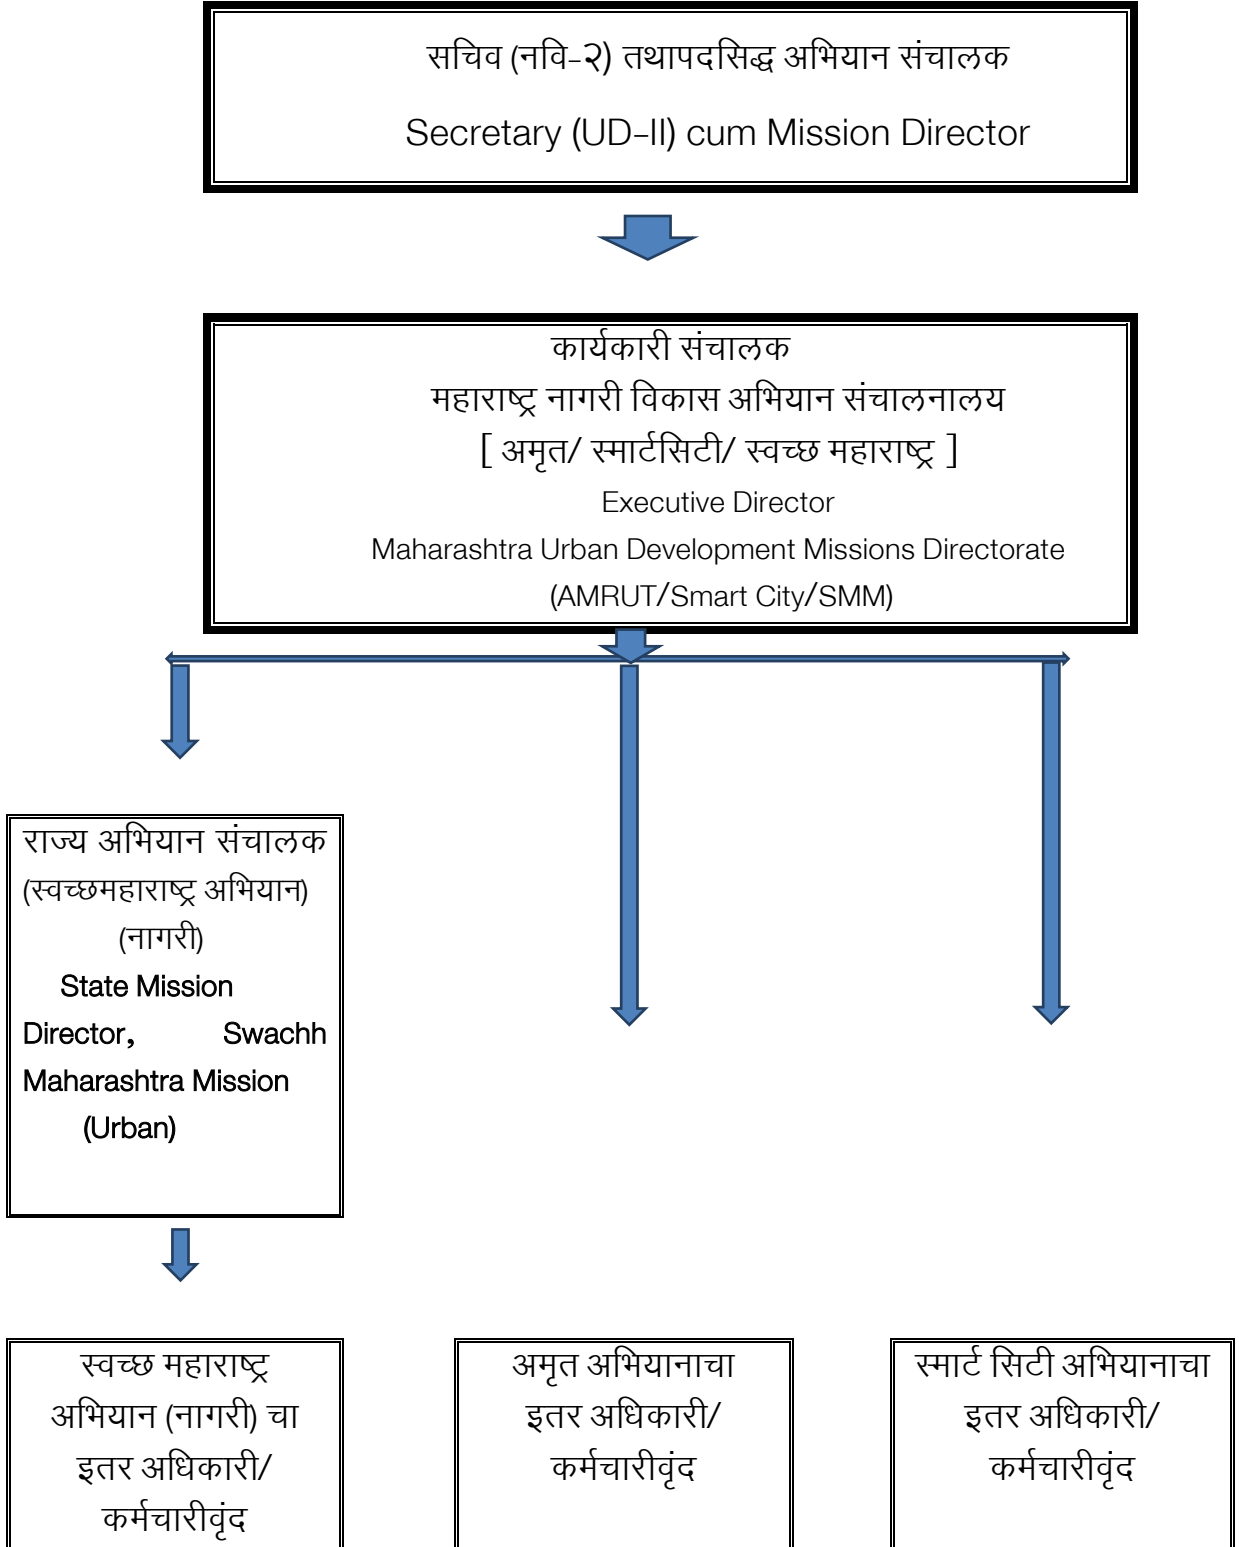 सचिव (नवि-२) तथापदसिद्ध अभियान संचालक
Secretary (UD-II) cum Mission Director
कार्यकारी संचालक
महाराष्ट्र नागरी विकास अभियान संचालनालय
[ अमृत/ स्मार्टसिटी/ स्वच्छ महाराष्ट्र ]
Executive Director
Maharashtra Urban Development Missions Directorate
(AMRUT/Smart City/SMM)
राज्य अभियान संचालक
(स्वच्छमहाराष्ट्र अभियान)
(नागरी)
State Mission
Director, Swachh
Maharashtra Mission
(Urban)
स्वच्छ महाराष्ट्र
अभियान (नागरी) चा
इतर अधिकारी/
कर्मचारीवृंद
अमृत अभियानाचा
इतर अधिकारी/
कर्मचारीवृंद
स्मार्ट सिटी अभियानाचा
इतर अधिकारी/
कर्मचारीवृंद